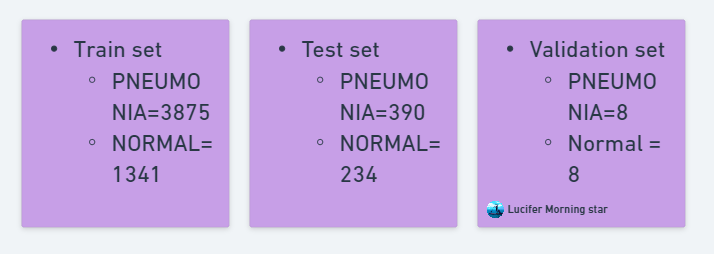 • Train set
◦ PNEUMO
NIA=3875
◦ NORMAL=
1341
• Test set
◦ PNEUMO
NIA=390
◦ NORMAL=
234
• Validation set
◦ PNEUMO
NIA=8
◦ Normal =
8
Lucifer Morning star